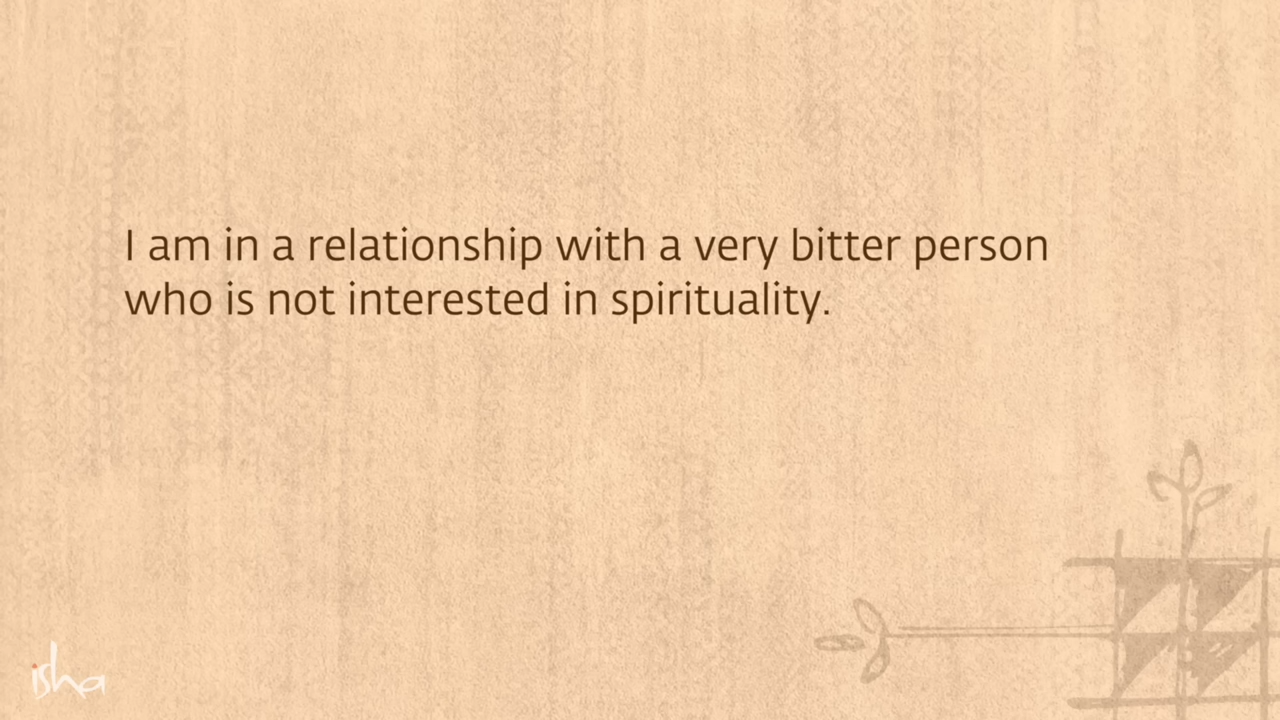 I am in a relationship with a very bitter person
who is not interested in spirituality.
isha